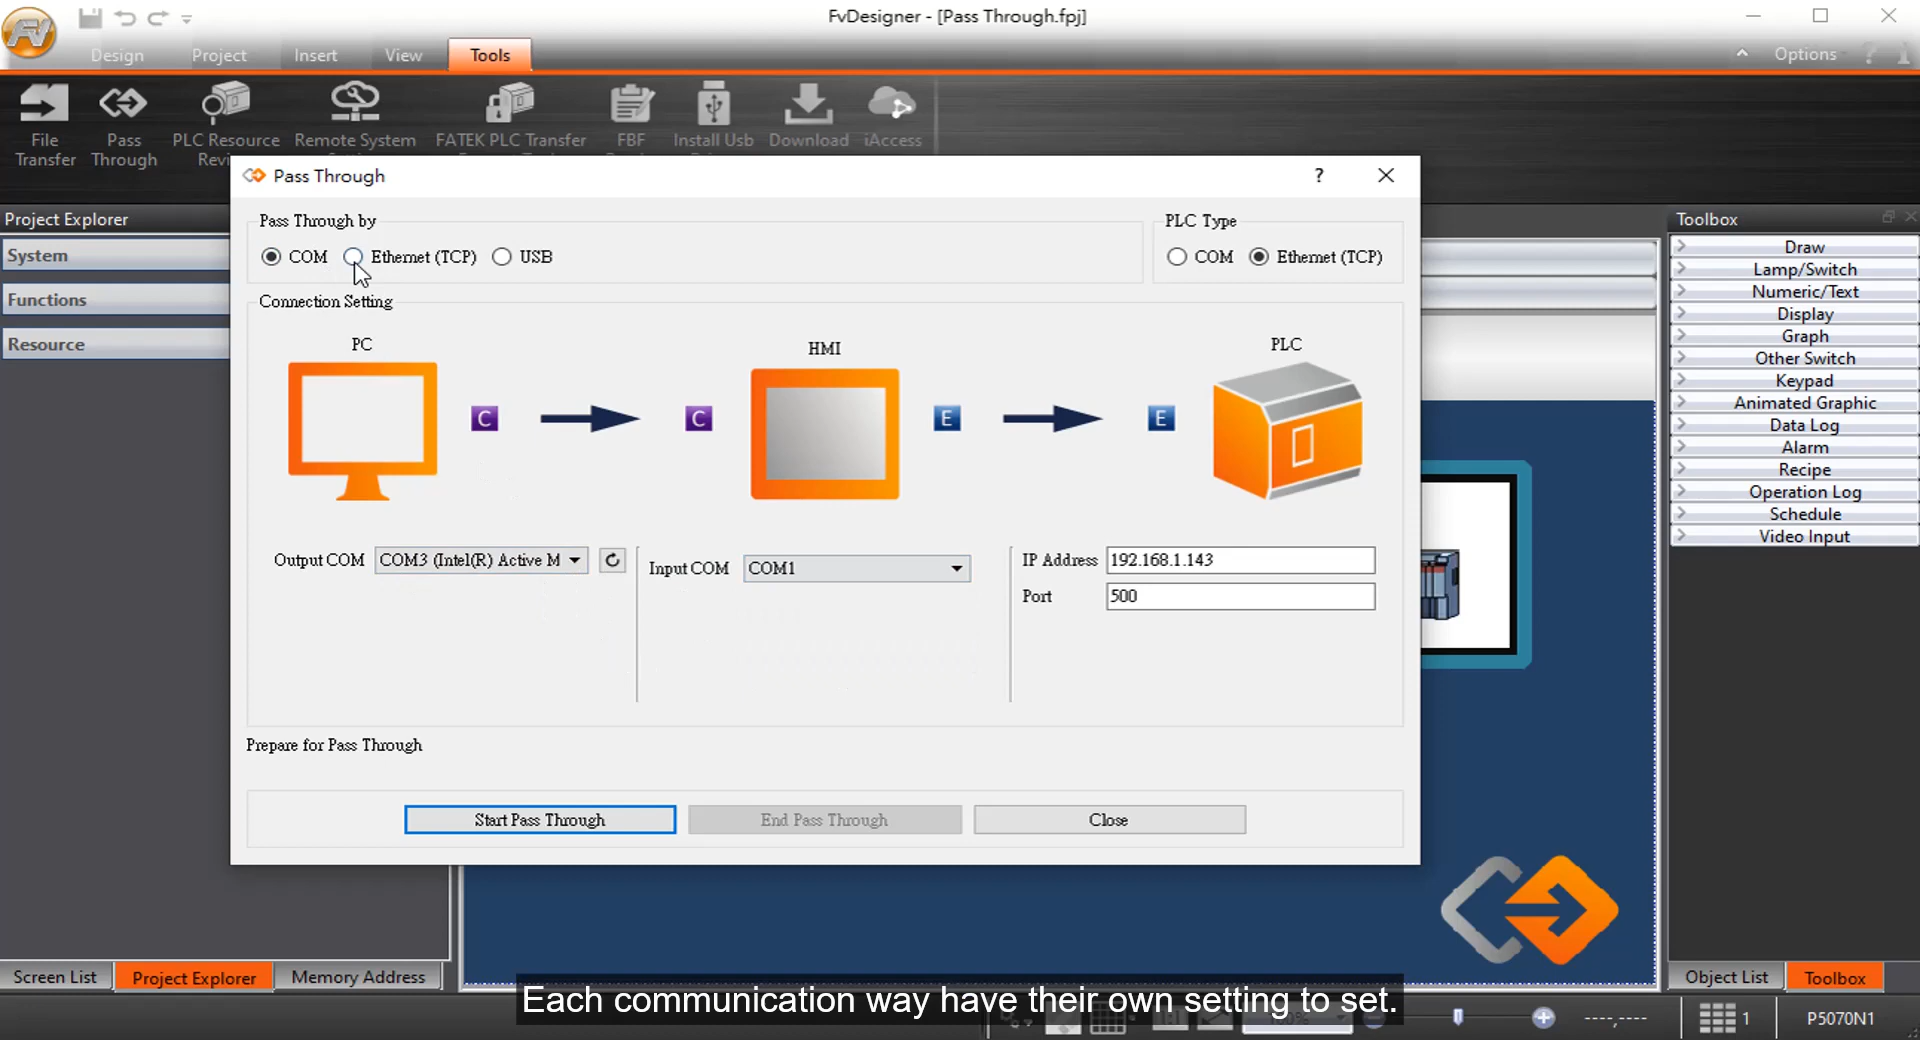 FvDesigner - [Pass Through.fpj]
Design Project Insert View Tools
Options
File Transfer
Pass Through
PLC Resource
Remote System
FATEK PLC Transfer
FBF
Install Usb
Download
iAccess
Pass Through
?
Project Explorer
System
Functions
Resource
Pass Through by
COM Ethernet (TCP) USB
PLC Type
COM Ethernet (TCP)
Connection Setting
PC
HMI
PLC
C C E E
Output COM COM3 (Intel(R) Active M
Input COM COM1
IP Address 192.168.1.143
Port 500
Prepare for Pass Through
Start Pass Through End Pass Through Close
Toolbox
Draw
Lamp/Switch
Numeric/Text
Display
Graph
Other Switch
Keypad
Animated Graphic
Data Log
Alarm
Recipe
Operation Log
Schedule
Video Input
Screen List Project Explorer Memory Address
Object List Toolbox
Each communication way have their own setting to set.
----,----
1
P5070N1